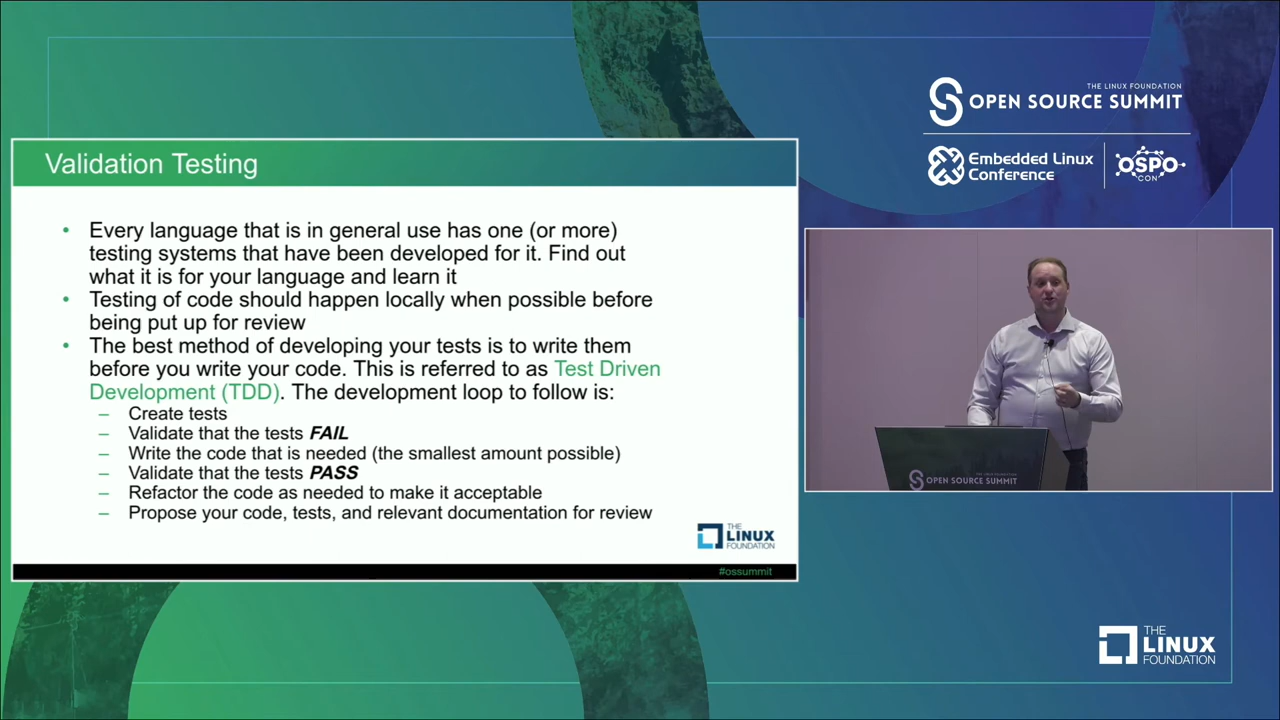 THE LINUX FOUNDATION
OPEN SOURCE SUMMIT
Embedded Linux
Conference
OSPO
CON
Validation Testing
• Every language that is in general use has one (or more)
testing systems that have been developed for it. Find out
what it is for your language and learn it
• Testing of code should happen locally when possible before
being put up for review
• The best method of developing your tests is to write them
before you write your code. This is referred to as Test Driven
Development (TDD). The development loop to follow is:
– Create tests
– Validate that the tests FAIL
– Write the code that is needed (the smallest amount possible)
– Validate that the tests PASS
– Refactor the code as needed to make it acceptable
– Propose your code, tests, and relevant documentation for review
THE
LINUX
FOUNDATION
#ossummit
THE LINUX FOUNDATION
OPEN SOURCE SUMMIT
THE
LINUX
FOUNDATION